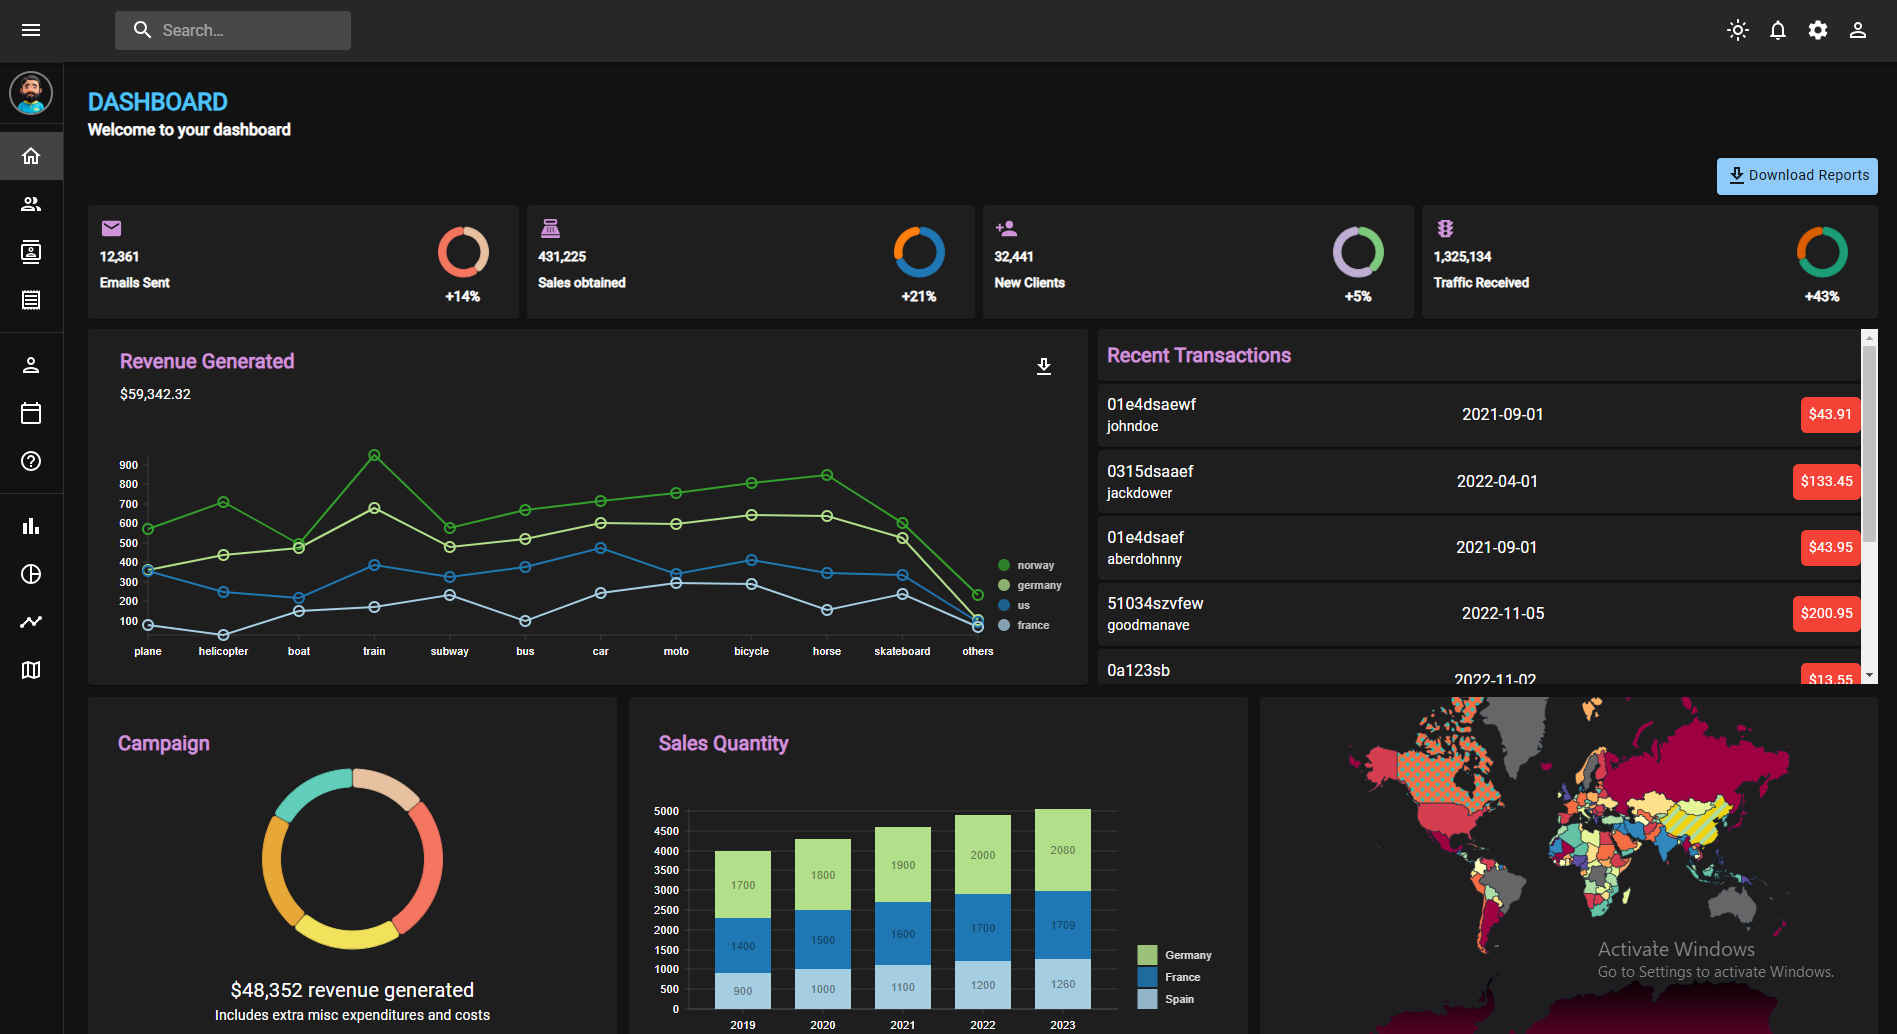 Search...
DASHBOARD
Welcome to your dashboard
Download Reports
12,361
Emails Sent
+14%
431,225
Sales obtained
+21%
32,441
New Clients
+5%
1,325,134
Traffic Received
+43%
Revenue Generated
$59,342.32
900
800
700
600
500
400
300
200
100
plane helicopter boat train subway bus car moto bicycle horse skateboard others
norway
germany
us
france
Recent Transactions
01e4dsaewf
johndoe
2021-09-01
$43.91
0315dsaaef
jackdower
2022-04-01
$133.45
01e4dsaef
aberdohnny
2021-09-01
$43.95
51034szvfew
goodmanave
2022-11-05
$200.95
0a123sb
2022-11-02
$13.55
Campaign
$48,352 revenue generated
Includes extra misc expenditures and costs
Sales Quantity
5000
4500
4000
3500
3000
2500
2000
1500
1000
500
0
1700 1800 1900 2000 2080
1400 1500 1600 1700 1709
900 1000 1100 1200 1260
2019 2020 2021 2022 2023
Germany
France
Spain
Activate Windows
Go to Settings to activate Windows.